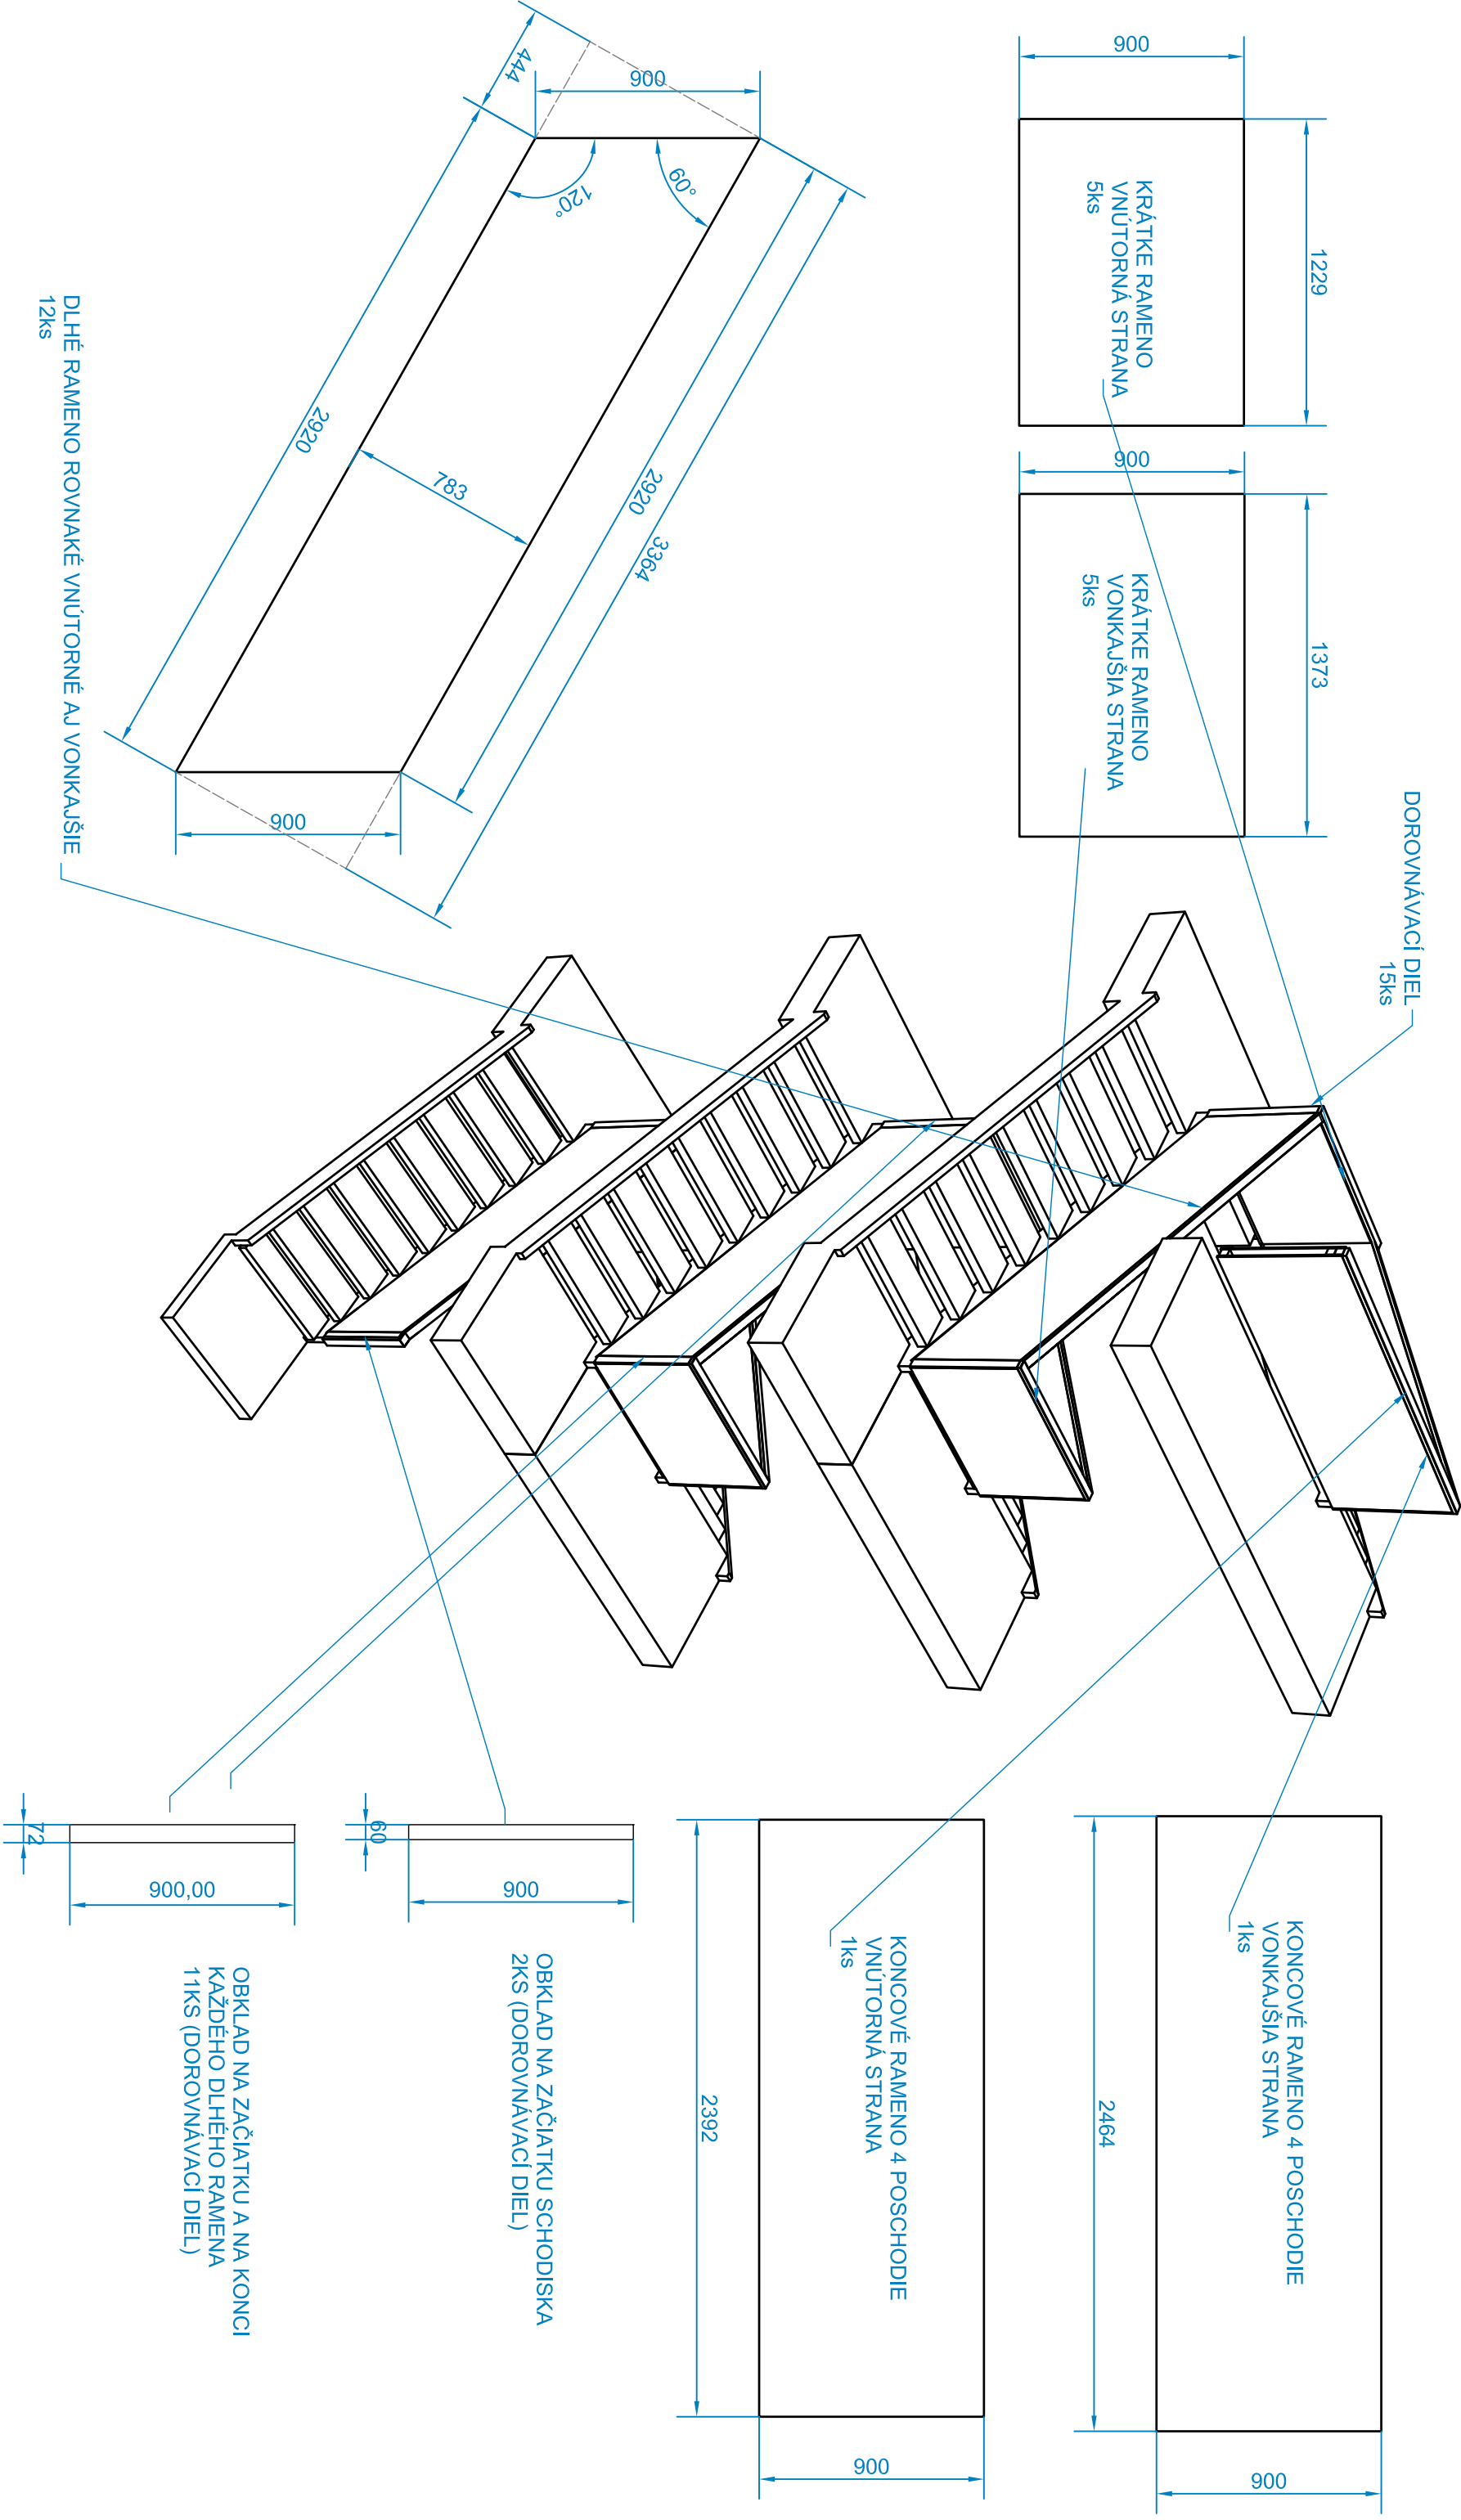 900
1229
KRÁTKE RAMENO
VNÚTORNÁ STRANA
5ks
900
1373
KRÁTKE RAMENO
VONKAJŠIA STRANA
5ks
DOROVNÁVACÍ DIEL
15ks
444
900
60°
120°
2920
783
2920
3364
900
DLHÉ RAMENO ROVNAKÉ VNÚTORNÉ AJ VONKAJŠIE
12ks
KONCOVÉ RAMENO 4 POSCHODIE
VONKAJŠIA STRANA
1ks
2464
900
KONCOVÉ RAMENO 4 POSCHODIE
VNÚTORNÁ STRANA
1ks
2392
900
60
900
OBKLAD NA ZAČIATKU SCHODISKA
2KS (DOROVNÁVACÍ DIEL)
72
900,00
OBKLAD NA ZAČIATKU A NA KONCI
KAŽDÉHO DLHÉHO RAMENA
11KS (DOROVNÁVACÍ DIEL)